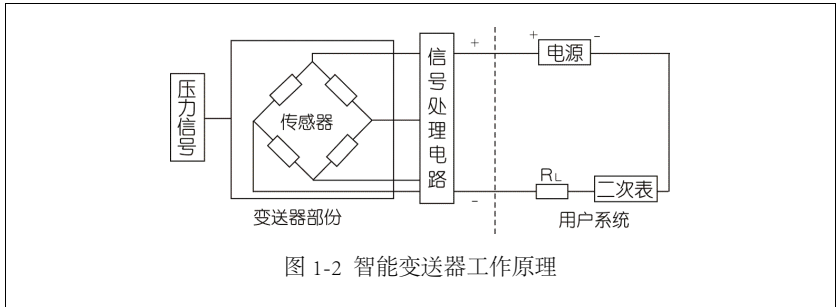 压力信号
传感器
变送器部份
信号处理电路
+
-
+
电源
-
RL
二次表
用户系统
图 1-2 智能变送器工作原理